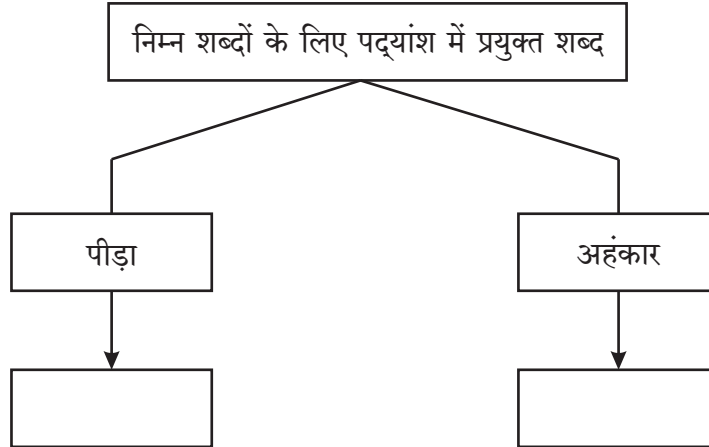 निम्न शब्दों के लिए पद्‌यांश में प्रयुक्त शब्द
पीड़ा
अहंकार